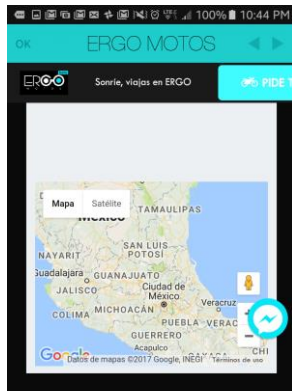 100% 10:44 PM
OK ERGO MOTOS
ERGO Sonríe, viajas en ERGO PIDE T
Mapa Satélite
México
TAMAULIPAS
NAYARIT SAN LUIS
POTOSÍ
Guadalajara GUANAJUATO
JALISCO Ciudad de
México
COLIMA MICHOACÁN Veracruz
PUEBLA VERAC
GUERRERO
Acapulco
Google Datos de mapas ©2017 Google, INEGI Términos de uso
CHI